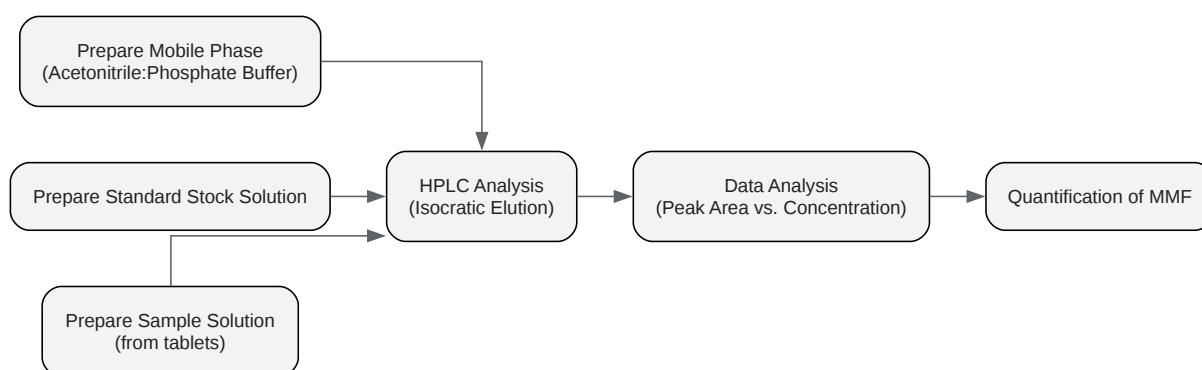 Prepare Mobile Phase
(Acetonitrile:Phosphate Buffer)
Prepare Standard Stock Solution
Prepare Sample Solution
(from tablets)
HPLC Analysis
(Isocratic Elution)
Data Analysis
(Peak Area vs. Concentration)
Quantification of MMF